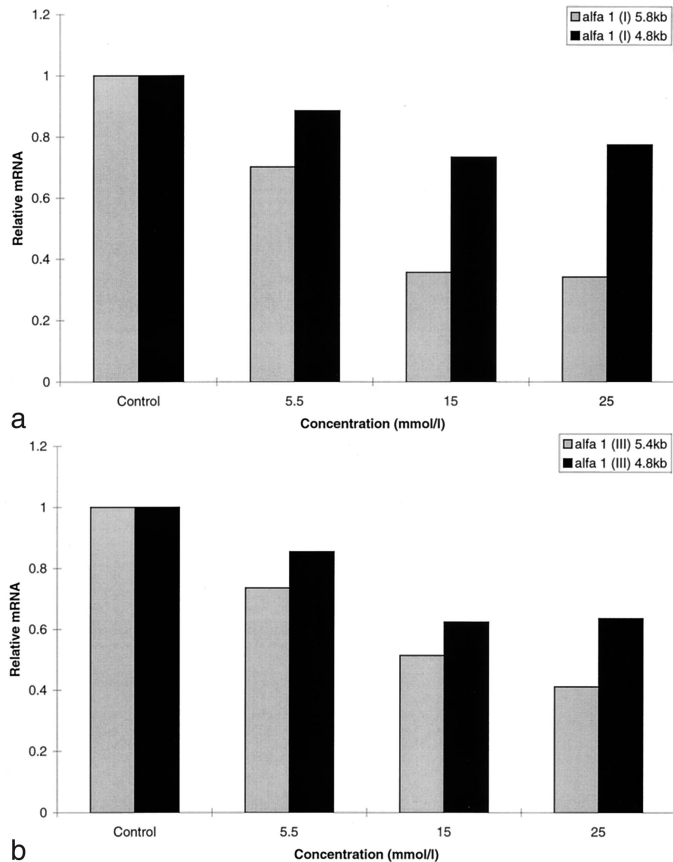 1.2
1
0.8
0.6
0.4
0.2
0
Relative mRNA
alfa 1 (I) 5.8kb
alfa 1 (I) 4.8kb
Control 5.5 15 25
Concentration (mmol/l)
a
1.2
1
0.8
0.6
0.4
0.2
0
Relative mRNA
alfa 1 (III) 5.4kb
alfa 1 (III) 4.8kb
Control 5.5 15 25
Concentration (mmol/l)
b